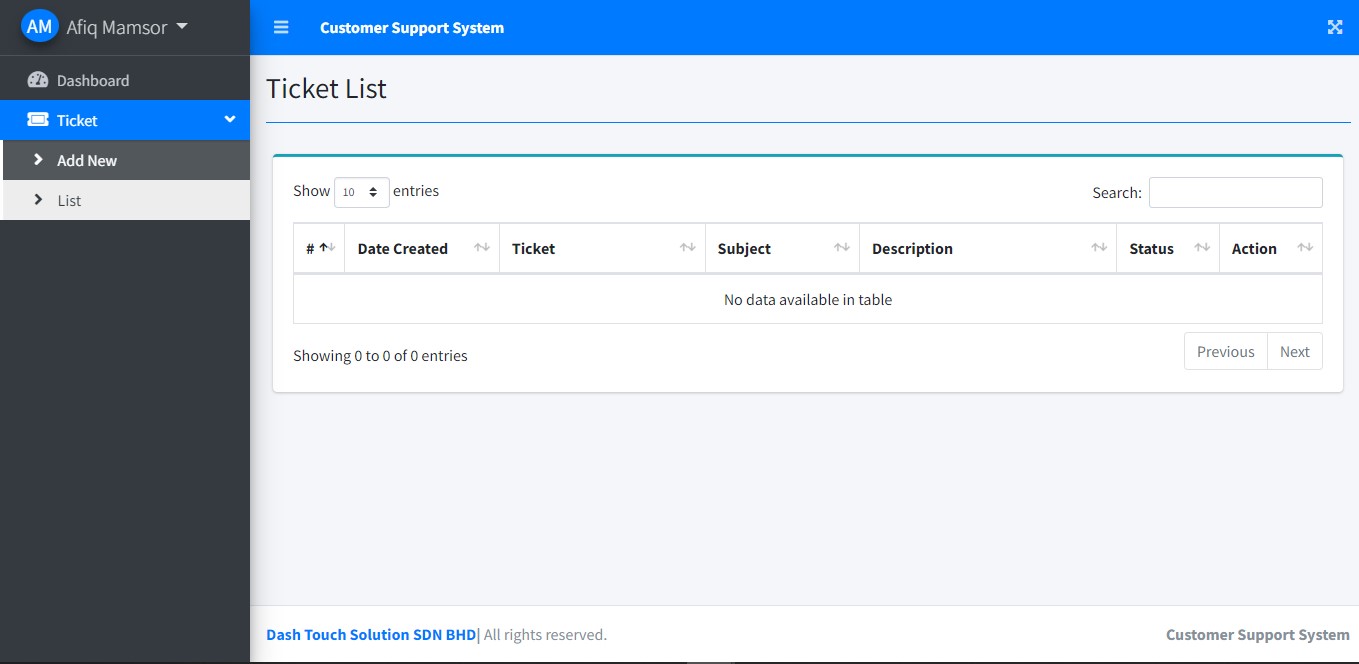 AM Afiq Mamsor
Customer Support System
Dashboard
Ticket
Add New
List
Ticket List
Show 10 entries
Search:
# Date Created Ticket Subject Description Status Action
No data available in table
Showing 0 to 0 of 0 entries
Previous Next
Dash Touch Solution SDN BHD| All rights reserved.
Customer Support System